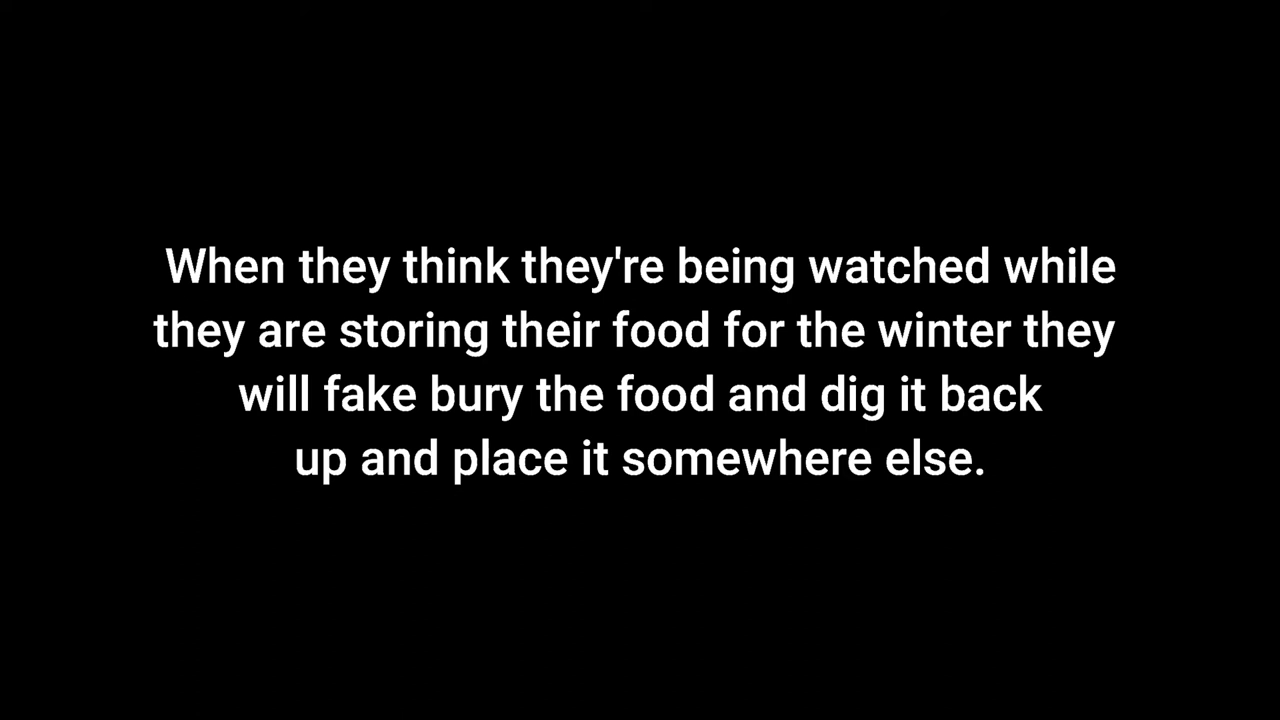 When they think they're being watched while
they are storing their food for the winter they
will fake bury the food and dig it back
up and place it somewhere else.